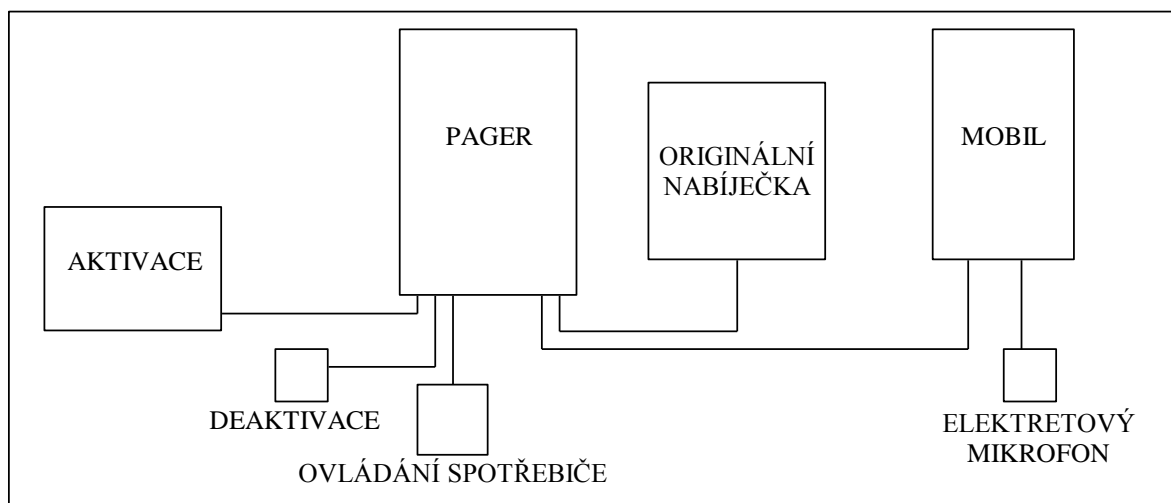 PAGER
MOBIL
ORIGINÁLNÍ
NABÍJEČKA
AKTIVACE
DEAKTIVACE
OVLÁDÁNÍ SPOTŘEBIČE
ELEKTRETOVÝ
MIKROFON